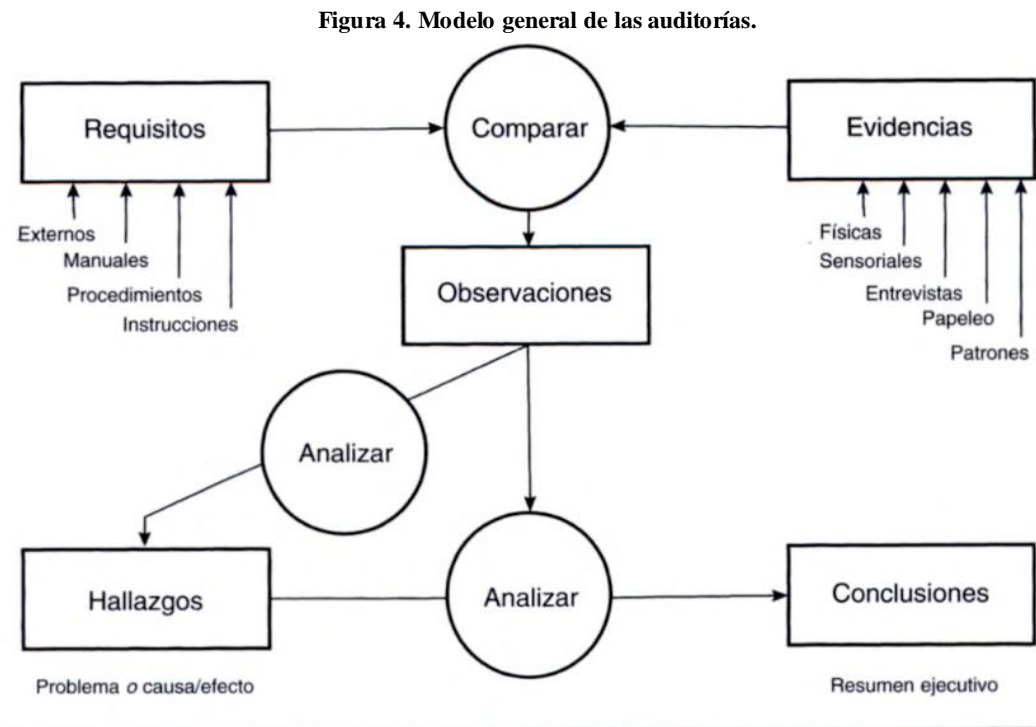 Figura 4. Modelo general de las auditorías.
Requisitos
Comparar
Evidencias
Externos
Manuales
Procedimientos
Instrucciones
Físicas
Sensoriales
Entrevistas
Papeleo
Patrones
Observaciones
Analizar
Hallazgos
Analizar
Conclusiones
Problema o causa/efecto
Resumen ejecutivo